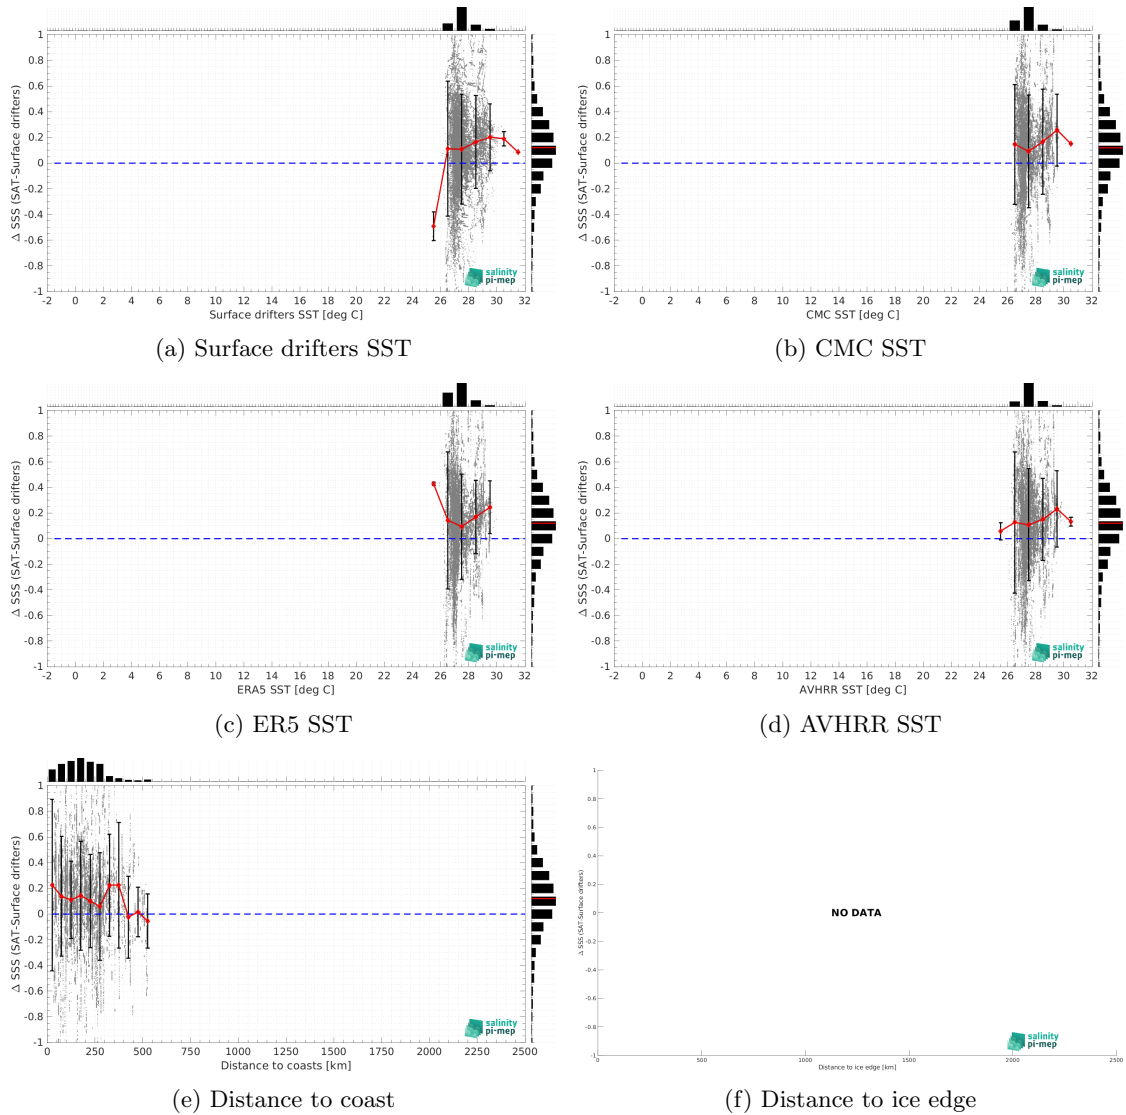 1
0.8
0.6
0.4
0.2
0
-0.2
-0.4
-0.6
-0.8
-1
Δ SSS (SAT-Surface drifters)
salinity
pi-mep
-2 0 2 4 6 8 10 12 14 16 18 20 22 24 26 28 30 32
Surface drifters SST [deg C]
(a) Surface drifters SST
1
0.8
0.6
0.4
0.2
0
-0.2
-0.4
-0.6
-0.8
-1
Δ SSS (SAT-Surface drifters)
salinity
pi-mep
-2 0 2 4 6 8 10 12 14 16 18 20 22 24 26 28 30 32
CMC SST [deg C]
(b) CMC SST
1
0.8
0.6
0.4
0.2
0
-0.2
-0.4
-0.6
-0.8
-1
Δ SSS (SAT-Surface drifters)
salinity
pi-mep
-2 0 2 4 6 8 10 12 14 16 18 20 22 24 26 28 30 32
ERA5 SST [deg C]
(c) ER5 SST
1
0.8
0.6
0.4
0.2
0
-0.2
-0.4
-0.6
-0.8
-1
Δ SSS (SAT-Surface drifters)
salinity
pi-mep
-2 0 2 4 6 8 10 12 14 16 18 20 22 24 26 28 30 32
AVHRR SST [deg C]
(d) AVHRR SST
1
0.8
0.6
0.4
0.2
0
-0.2
-0.4
-0.6
-0.8
-1
Δ SSS (SAT-Surface drifters)
salinity
pi-mep
0 250 500 750 1000 1250 1500 1750 2000 2250 2500
Distance to coasts [km]
(e) Distance to coast
1
0.8
0.6
0.4
0.2
0
-0.2
-0.4
-0.6
-0.8
-1
Δ SSS (SAT-Surface drifters)
NO DATA
salinity
pi-mep
0 500 1000 1500 2000 2500
Distance to ice edge [km]
(f) Distance to ice edge